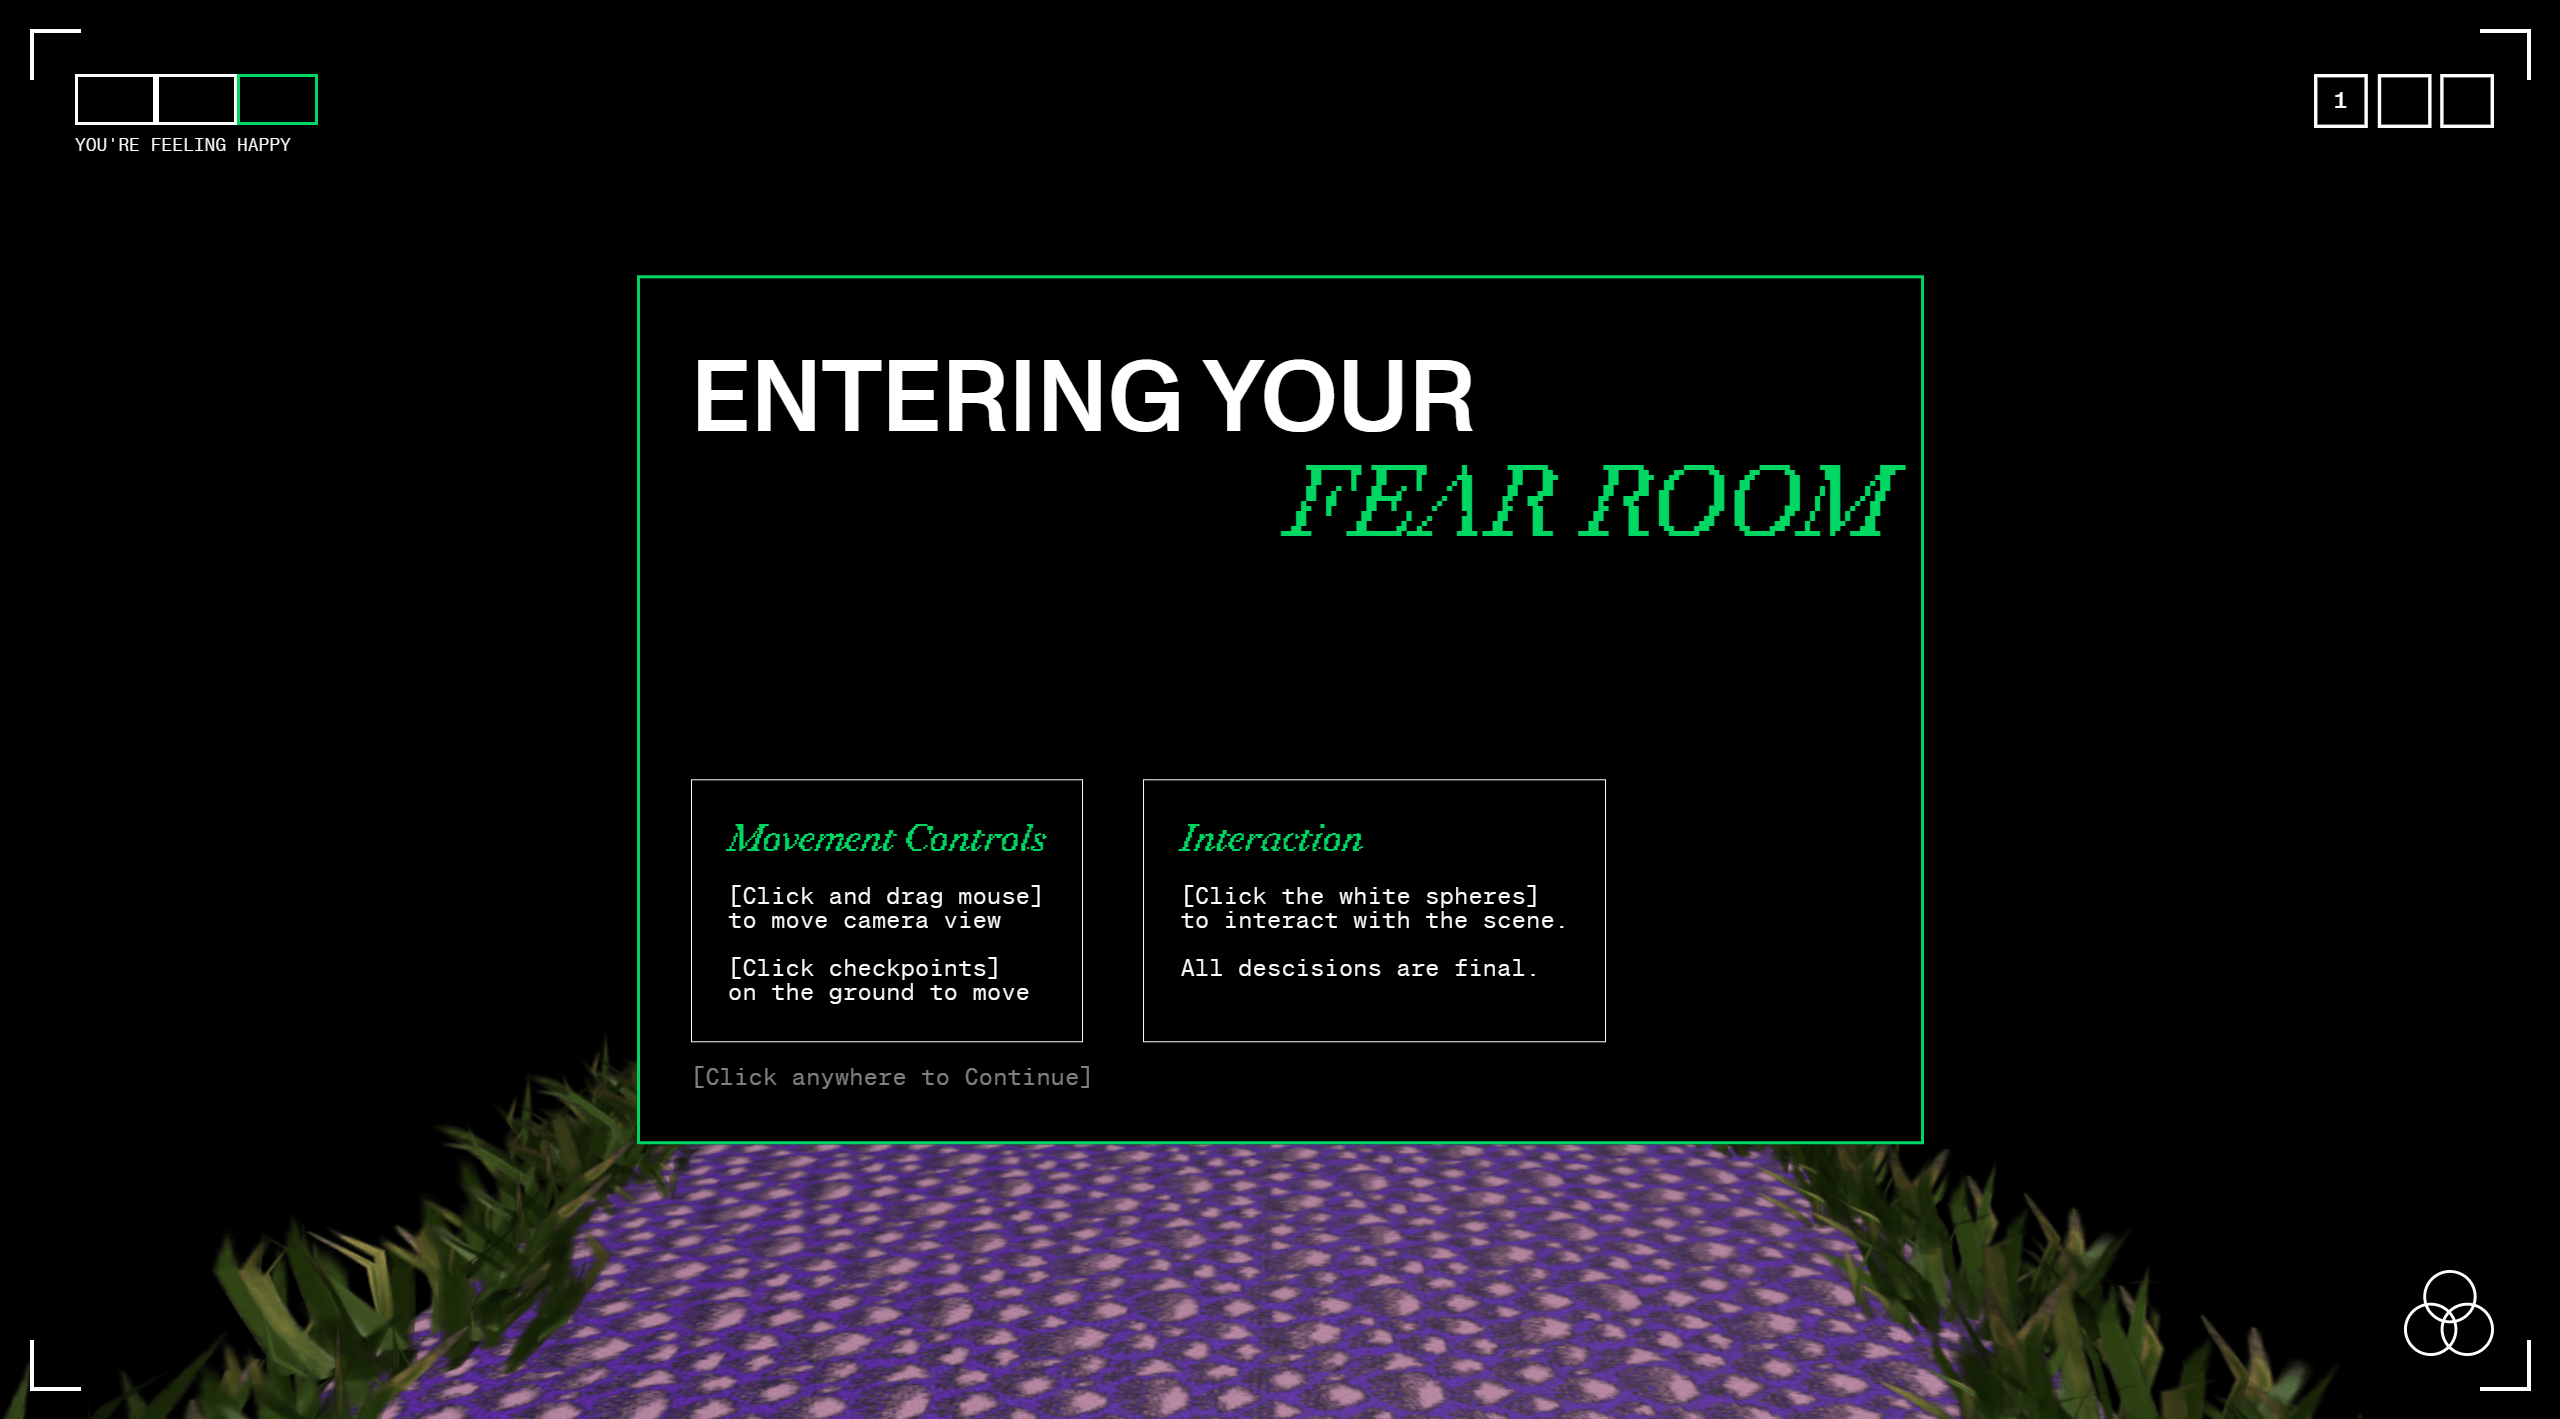 YOU'RE FEELING HAPPY
1
ENTERING YOUR
FEAR ROOM
Movement Controls
[Click and drag mouse]
to move camera view
[Click checkpoints]
on the ground to move
Interaction
[Click the white spheres]
to interact with the scene.
All descisions are final.
[Click anywhere to Continue]